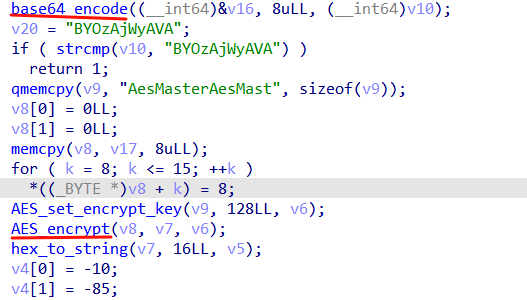 base64_encode((__int64)&v16, 8uLL, (__int64)v10);
v20 = "BYOzAjWyAVA";
if ( strcmp(v10, "BYOzAjWyAVA") )
return 1;
qmemcpy(v9, "AesMasterAesMast", sizeof(v9));
v8[0] = 0LL;
v8[1] = 0LL;
memcpy(v8, v17, 8uLL);
for ( k = 8; k <= 15; ++k )
*((_BYTE *)v8 + k) = 8;
AES_set_encrypt_key(v9, 128LL, v6);
AES_encrypt(v8, v7, v6);
hex_to_string(v7, 16LL, v5);
v4[0] = -10;
v4[1] = -85;